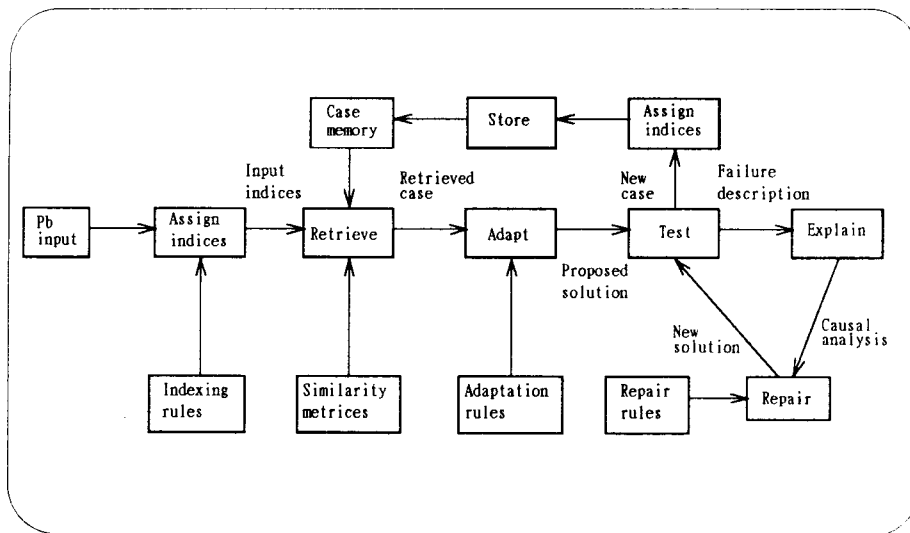 Case
memory
Store
Assign
indices
Input
indices
Retrieved
case
New
case
Failure
description
Pb
input
Assign
indices
Retrieve
Adapt
Test
Explain
Proposed
solution
New
solution
Causal
analysis
Indexing
rules
Similarity
metrices
Adaptation
rules
Repair
rules
Repair